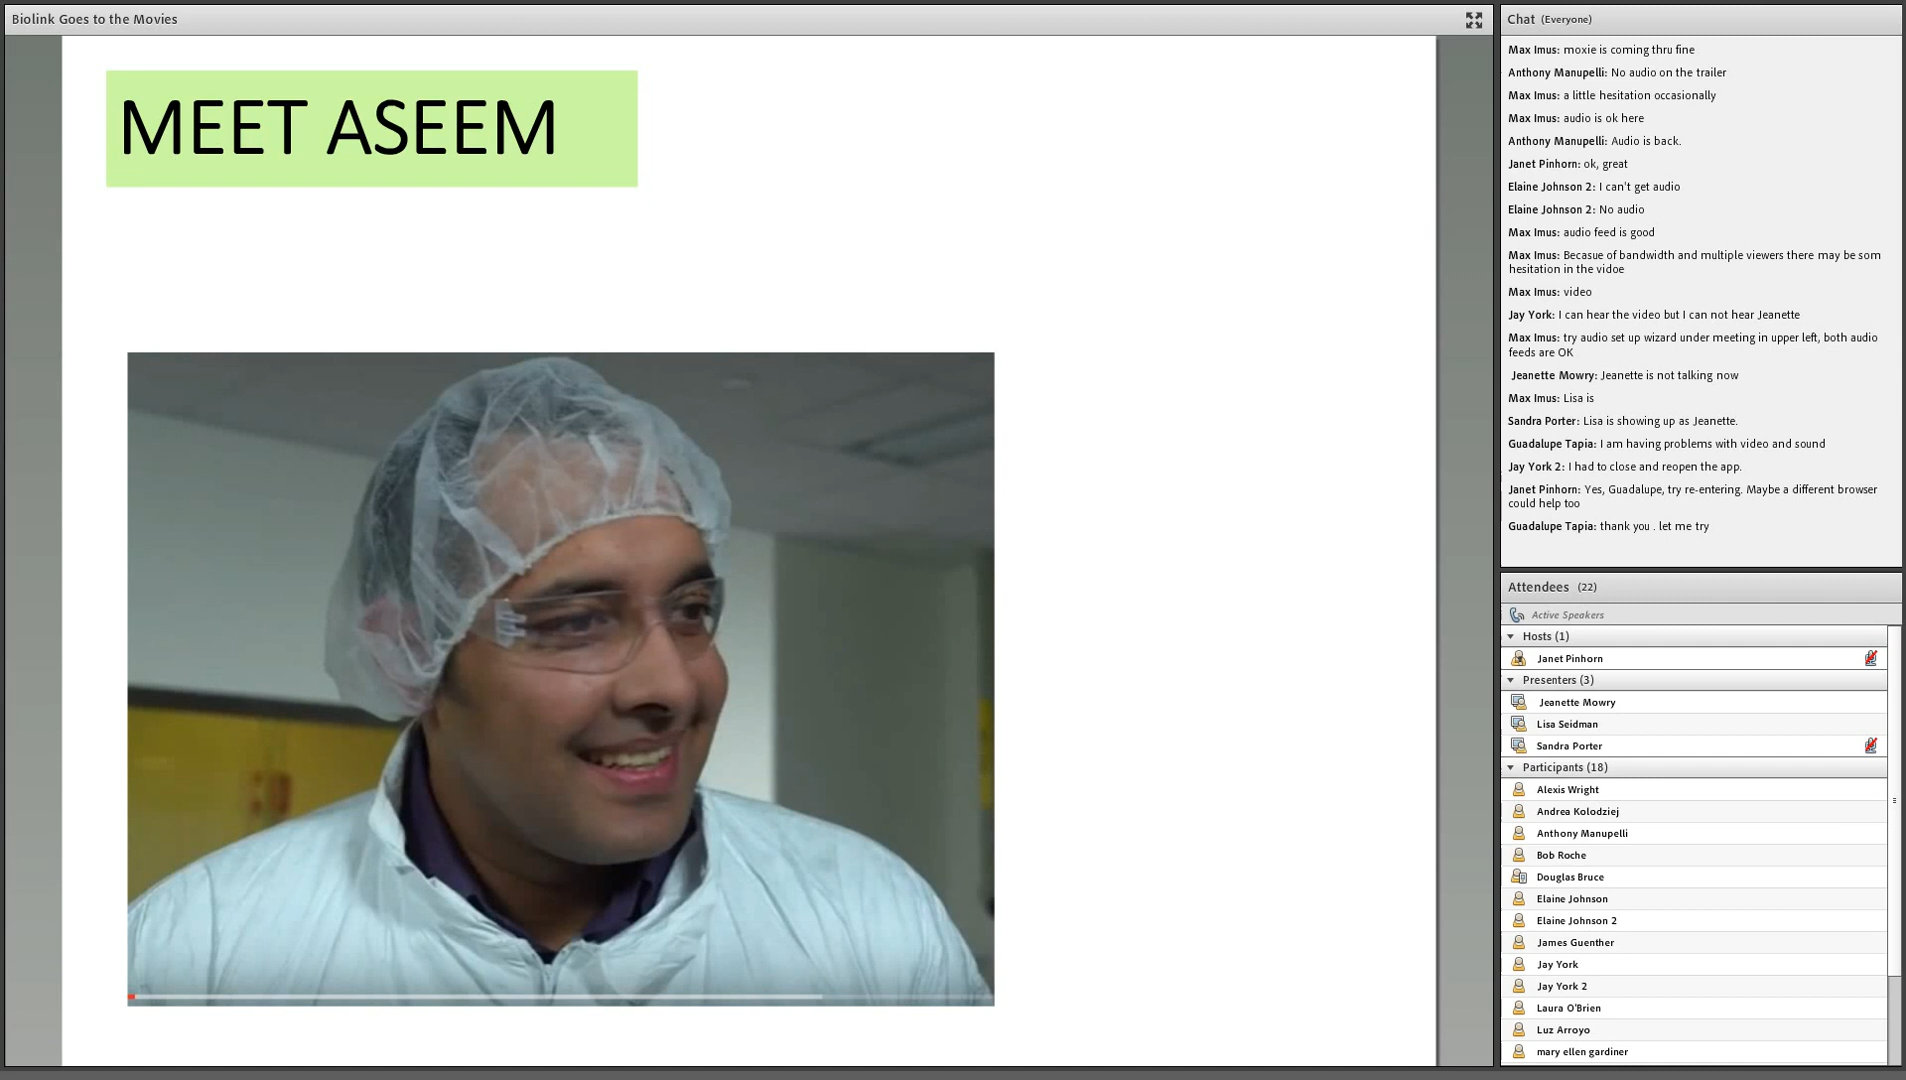 Biolink Goes to the Movies
MEET ASEEM
Chat (Everyone)
Max Imus: moxie is coming thru fine
Anthony Manupelli: No audio on the trailer
Max Imus: a little hesitation occasionally
Max Imus: audio is ok here
Anthony Manupelli: Audio is back.
Janet Pinhorn: ok, great
Elaine Johnson 2: I can't get audio
Elaine Johnson 2: No audio
Max Imus: audio feed is good
Max Imus: Becasue of bandwidth and multiple viewers there may be som
hesitation in the vidoe
Max Imus: video
Jay York: I can hear the video but I can not hear Jeanette
Max Imus: try audio set up wizard under meeting in upper left, both audio
feeds are OK
Jeanette Mowry: Jeanette is not talking now
Max Imus: Lisa is
Sandra Porter: Lisa is showing up as Jeanette.
Guadalupe Tapia: I am having problems with video and sound
Jay York 2: I had to close and reopen the app.
Janet Pinhorn: Yes, Guadalupe, try re-entering. Maybe a different browser
could help too
Guadalupe Tapia: thank you . let me try
Attendees (22)
Active Speakers
Hosts (1)
Janet Pinhorn
Presenters (3)
Jeanette Mowry
Lisa Seidman
Sandra Porter
Participants (18)
Alexis Wright
Andrea Kolodziej
Anthony Manupelli
Bob Roche
Douglas Bruce
Elaine Johnson
Elaine Johnson 2
James Guenther
Jay York
Jay York 2
Laura O'Brien
Luz Arroyo
mary ellen gardiner